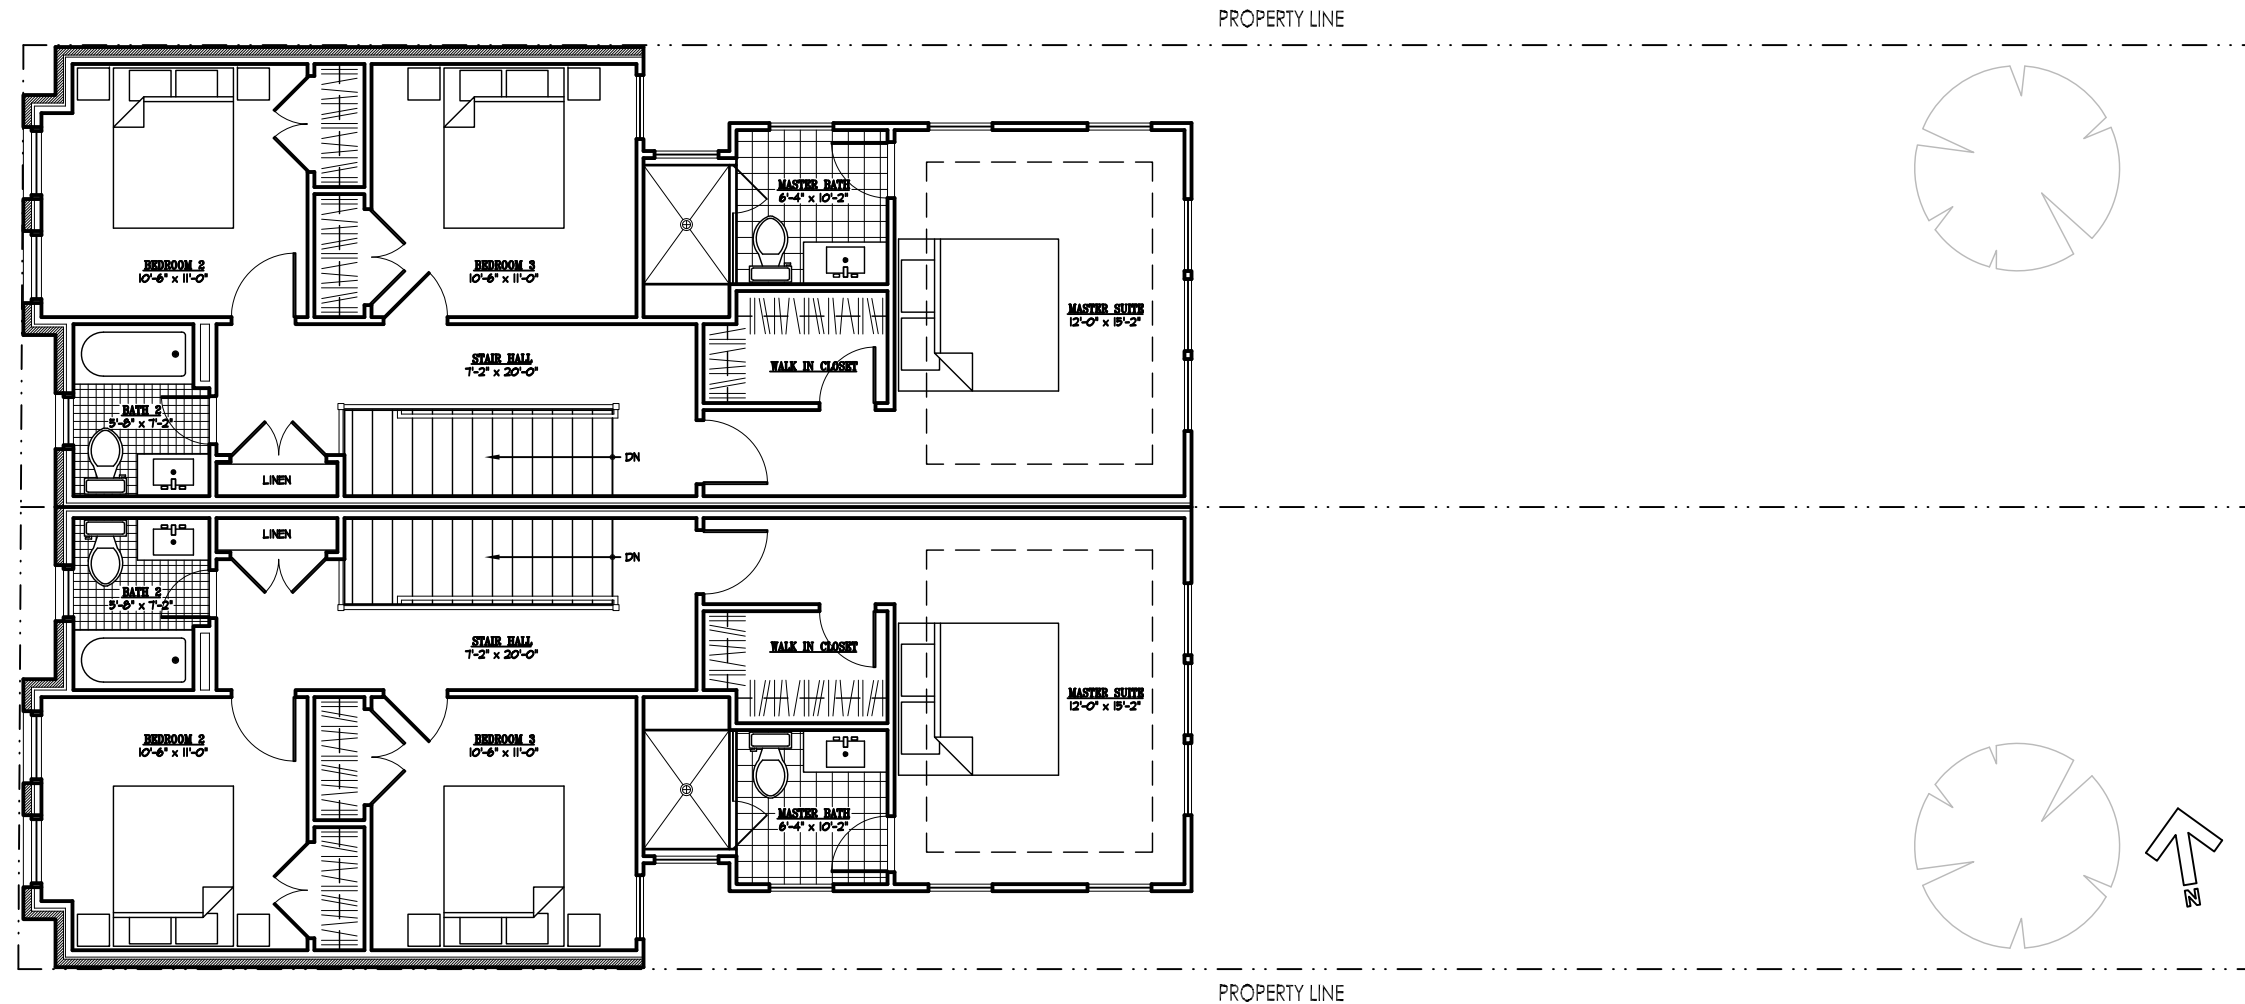 PROPERTY LINE
MASTER BATH
6'-4" x 10'-2"
BEDROOM 2
10'-6" x 11'-0"
BEDROOM 3
10'-6" x 11'-0"
MASTER SUITE
12'-0" x 15'-2"
STAIR HALL
7'-2" x 20'-0"
WALK IN CLOSET
BATH 2
5'-8" x 7'-2"
DN
LINEN
LINEN
DN
BATH 2
5'-8" x 7'-2"
STAIR HALL
7'-2" x 20'-0"
WALK IN CLOSET
MASTER SUITE
12'-0" x 15'-2"
BEDROOM 2
10'-6" x 11'-0"
BEDROOM 3
10'-6" x 11'-0"
MASTER BATH
6'-4" x 10'-2"
N
PROPERTY LINE